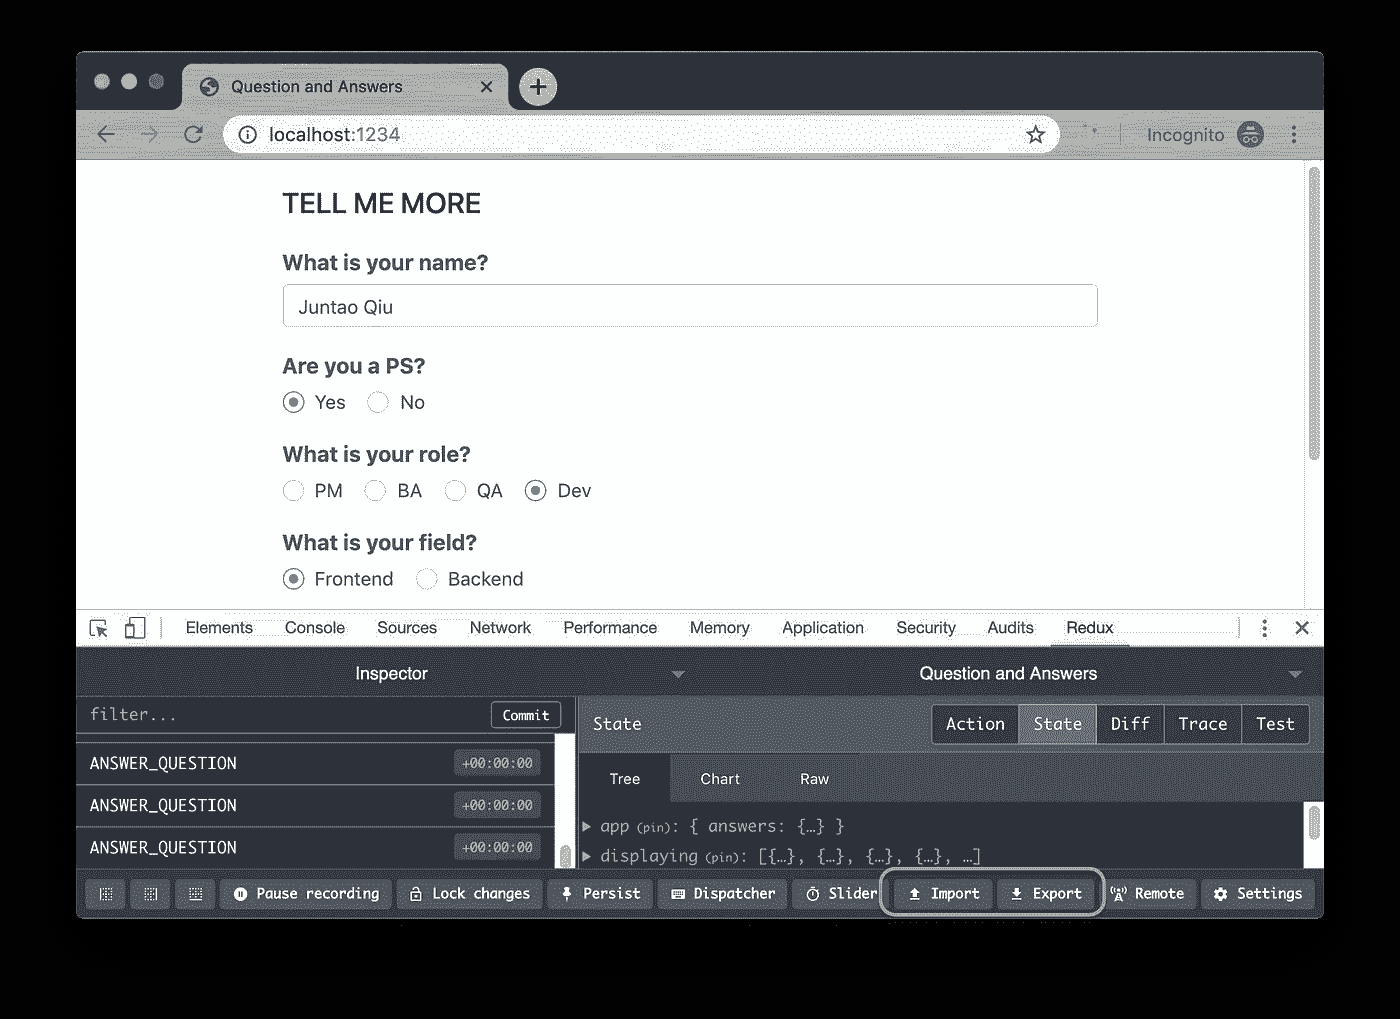 Question and Answers
localhost:1234
Incognito
TELL ME MORE
What is your name?
Juntao Qiu
Are you a PS?
Yes No
What is your role?
PM BA QA Dev
What is your field?
Frontend Backend
Elements Console Sources Network Performance Memory Application Security Audits Redux
Inspector Question and Answers
filter... Commit State Action State Diff Trace Test
ANSWER_QUESTION +00:00:00 Tree Chart Raw
ANSWER_QUESTION +00:00:00 app (pin): { answers: {…} }
ANSWER_QUESTION +00:00:00 displaying (pin): [{…}, {…}, {…}, {…}, …]
Pause recording Lock changes Persist Dispatcher Slider Import Export Remote Settings